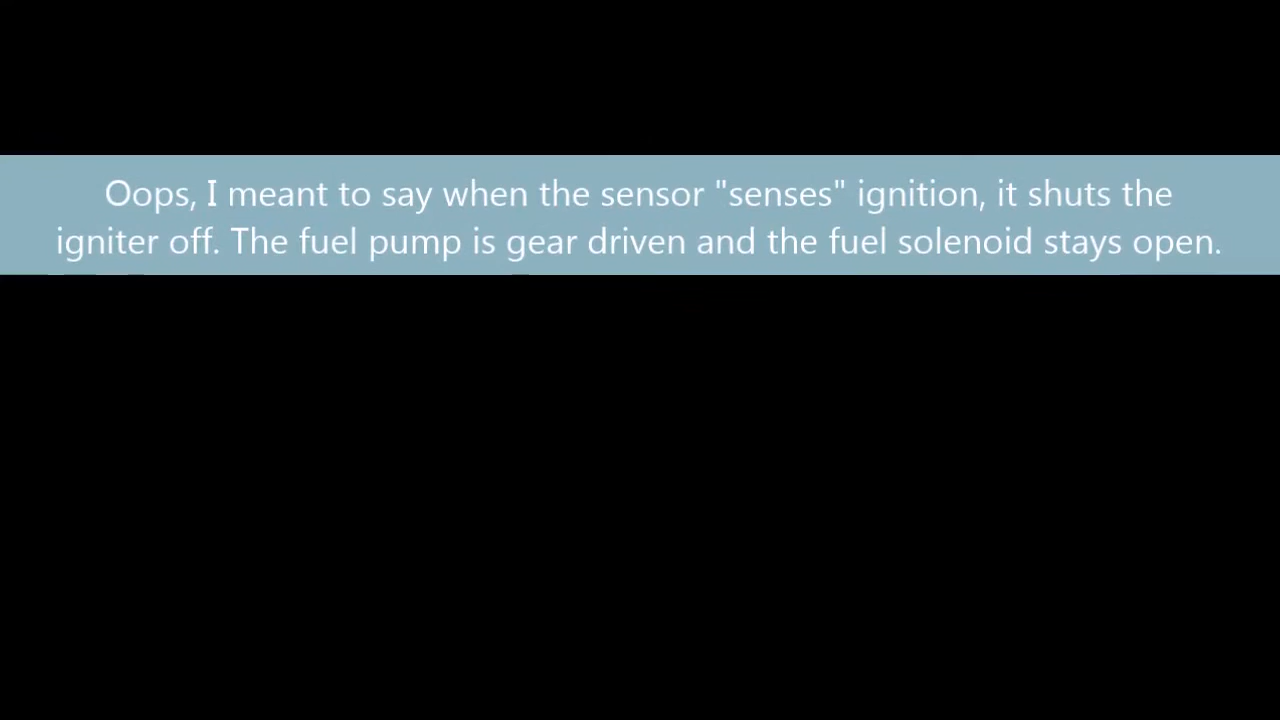 Oops, I meant to say when the sensor "senses" ignition, it shuts the
igniter off. The fuel pump is gear driven and the fuel solenoid stays open.